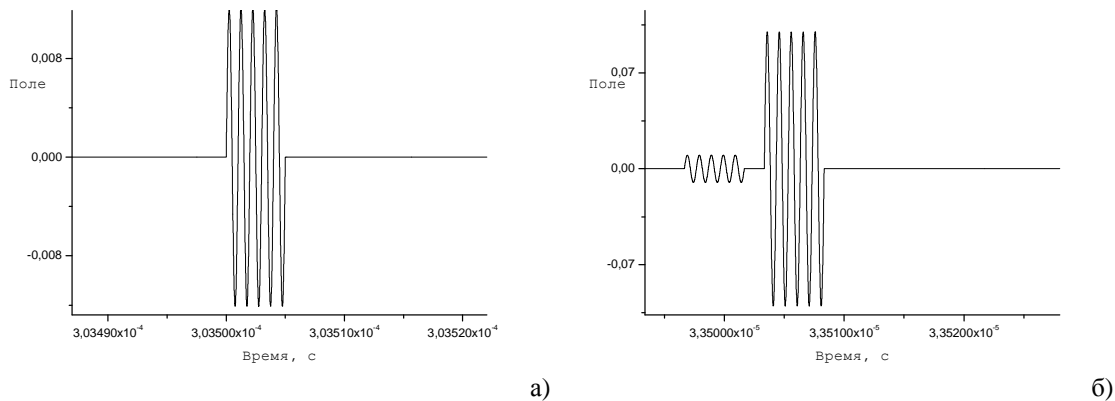 0,008
Поле
0,000
-0,008
3,03490x10-4 3,03500x10-4 3,03510x10-4 3,03520x10-4
Время, с
а)
0,07
Поле
0,00
-0,07
3,35000x10-5 3,35100x10-5 3,35200x10-5
Время, с
б)